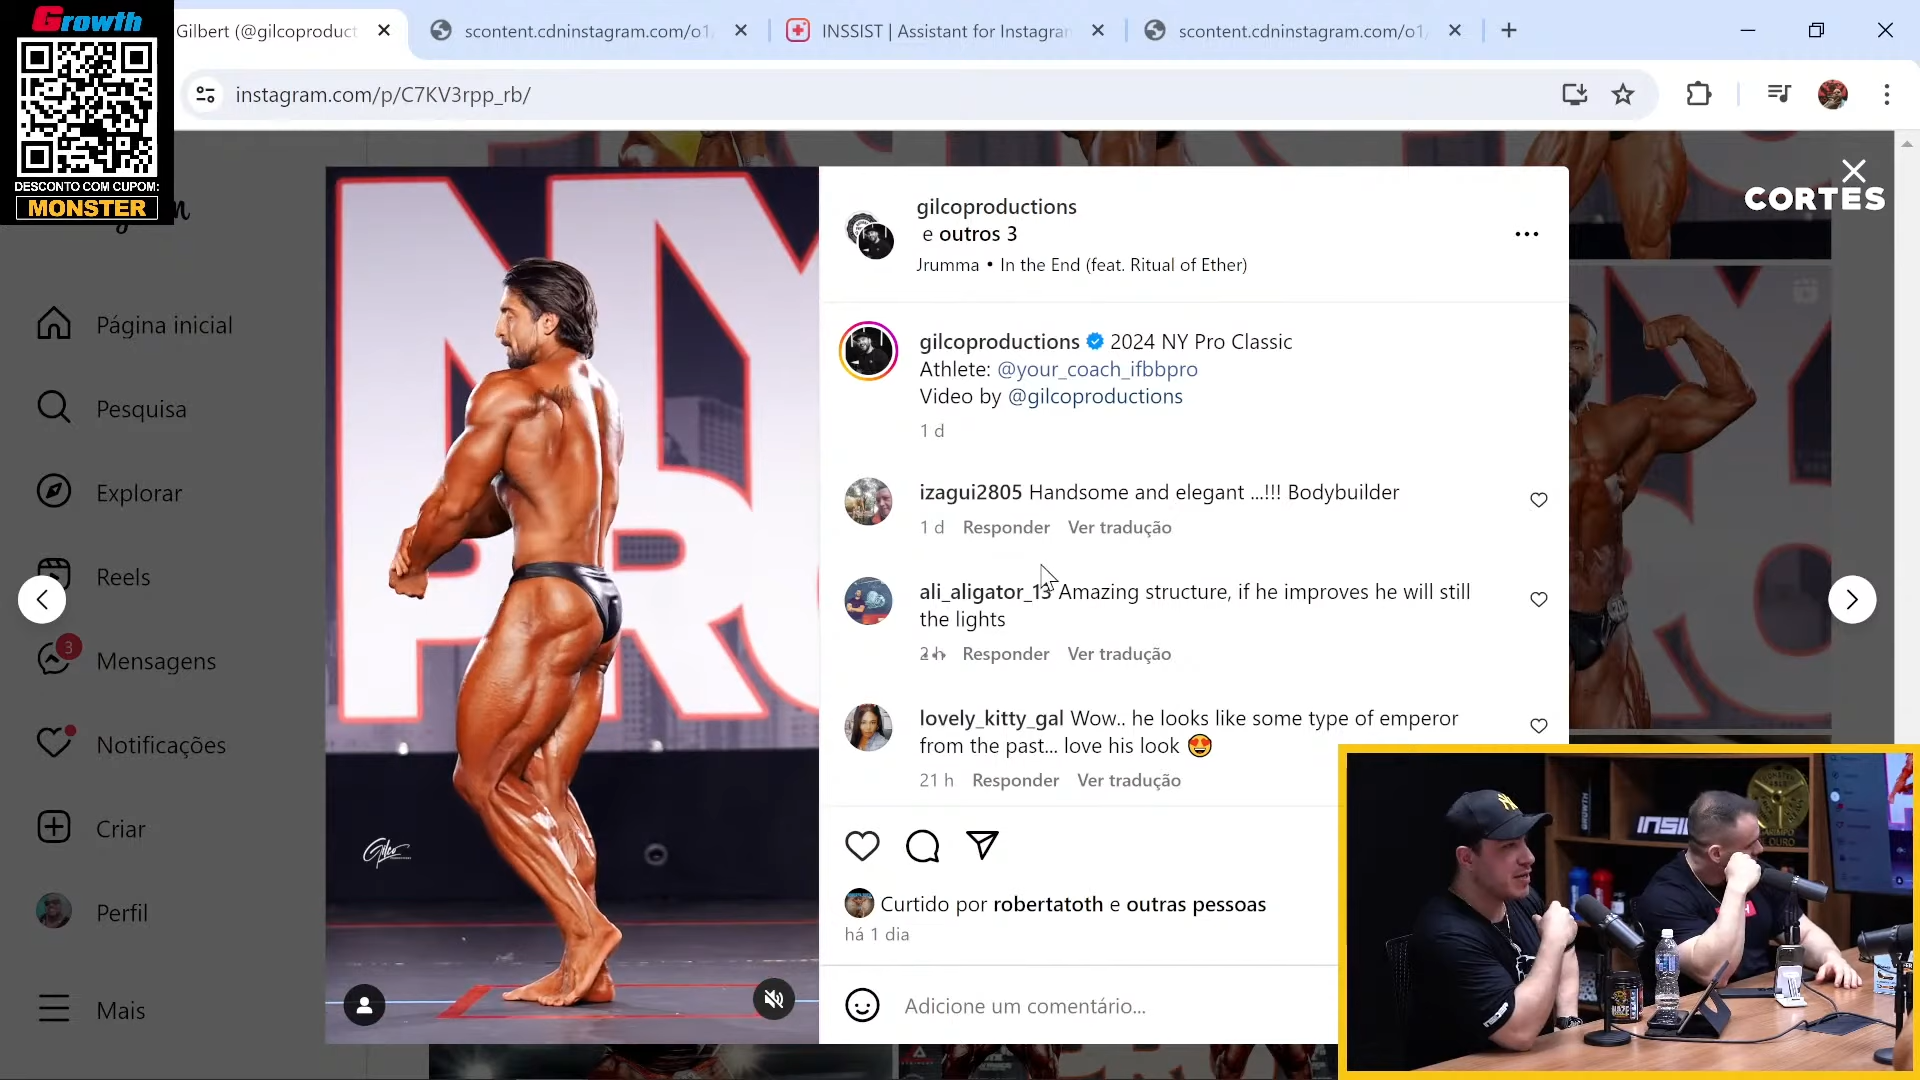 Growth
DESCONTO COM CUPOM:
MONSTER
Gilbert (@gilcoproduct
scontent.cdninstagram.com/o1/
INSSIST | Assistant for Instagram
scontent.cdninstagram.com/o1/
instagram.com/p/C7KV3rpp_rb/
CORTES
Página inicial
Pesquisa
Explorar
Reels
3
Mensagens
Notificações
Criar
Perfil
Mais
NY
PRO
Gilco
gilcoproductions
e outros 3
Jrumma • In the End (feat. Ritual of Ether)
gilcoproductions 2024 NY Pro Classic
Athlete: @your_coach_ifbbpro
Video by @gilcoproductions
1 d
izagui2805 Handsome and elegant ...!!! Bodybuilder
1 d Responder Ver tradução
ali_aligator_13 Amazing structure, if he improves he will still
the lights
Responder Ver tradução
lovely_kitty_gal Wow.. he looks like some type of emperor
from the past... love his look 😍
21 h Responder Ver tradução
Curtido por robertatoth e outras pessoas
há 1 dia
Adicione um comentário...